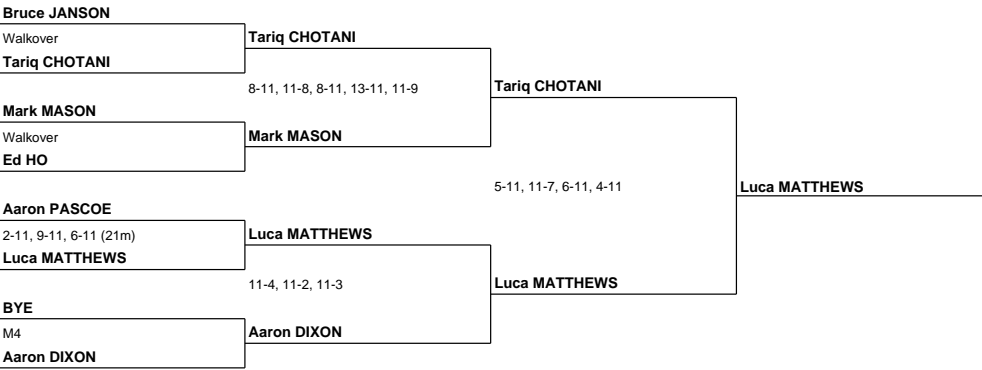 Bruce JANSON
Walkover
Tariq CHOTANI
Tariq CHOTANI
8-11, 11-8, 8-11, 13-11, 11-9
Tariq CHOTANI
Mark MASON
Walkover
Mark MASON
Ed HO
5-11, 11-7, 6-11, 4-11
Luca MATTHEWS
Aaron PASCOE
2-11, 9-11, 6-11 (21m)
Luca MATTHEWS
Luca MATTHEWS
11-4, 11-2, 11-3
Luca MATTHEWS
BYE
M4
Aaron DIXON
Aaron DIXON